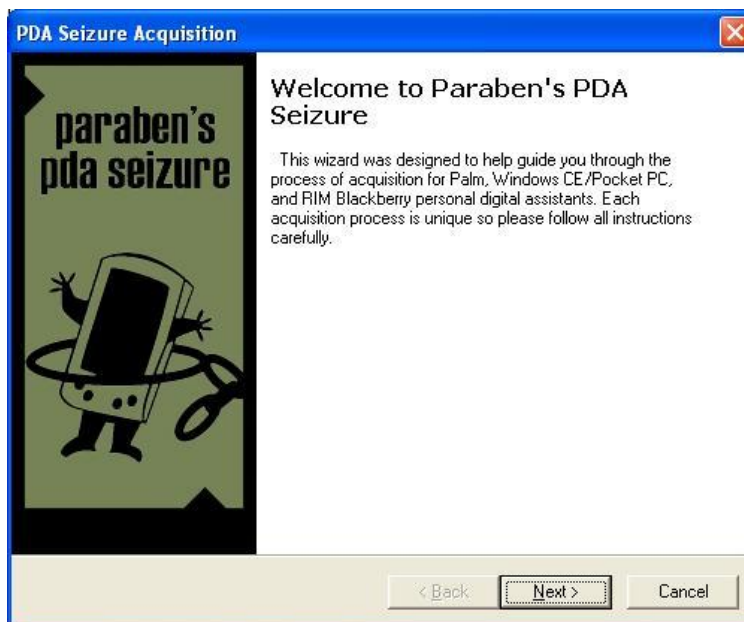 PDA Seizure Acquisition
paraben's
pda seizure
Welcome to Paraben's PDA
Seizure
This wizard was designed to help guide you through the
process of acquisition for Palm, Windows CE/Pocket PC,
and RIM Blackberry personal digital assistants. Each
acquisition process is unique so please follow all instructions
carefully.
< Back
Next >
Cancel